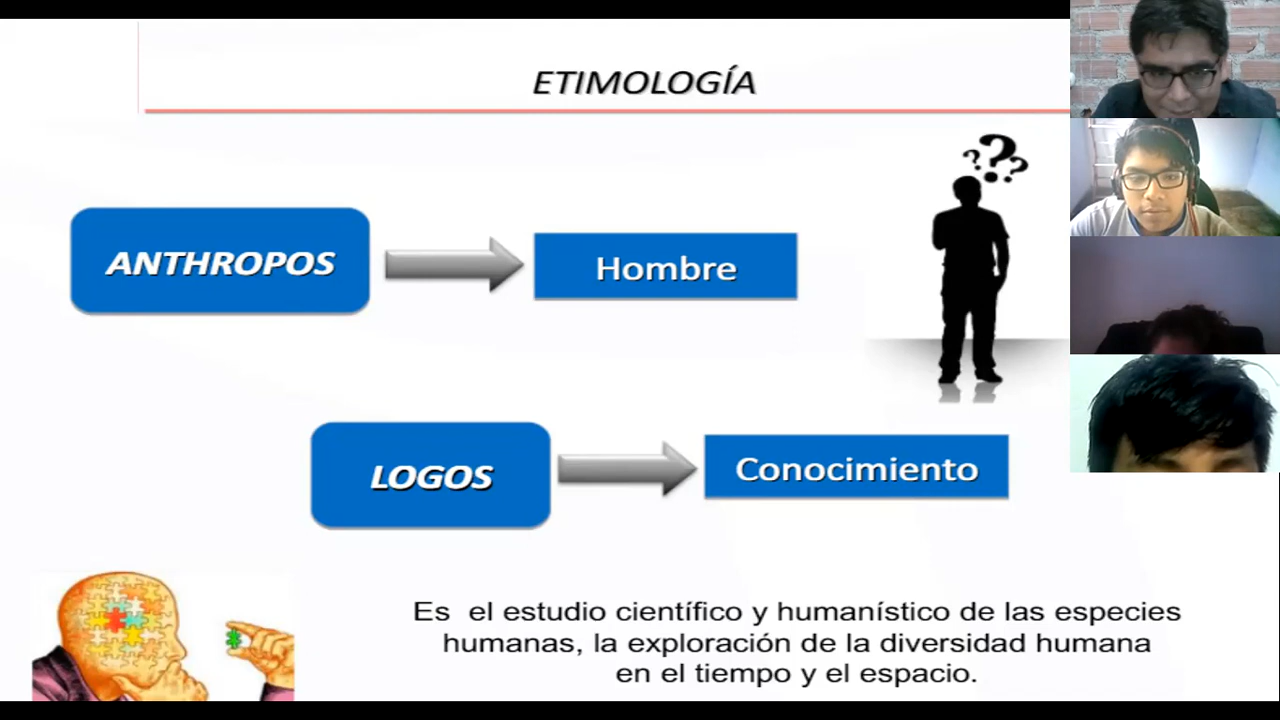 ETIMOLOGÍA
ANTHROPOS
Hombre
LOGOS
Conocimiento
Es el estudio científico y humanístico de las especies
humanas, la exploración de la diversidad humana
en el tiempo y el espacio.